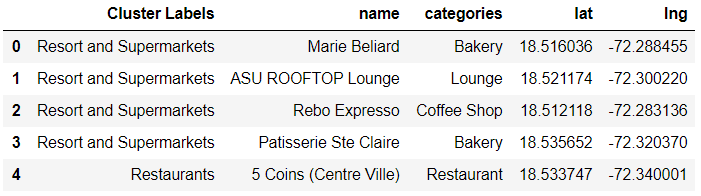 Cluster Labels name categories lat lng
0 Resort and Supermarkets Marie Beliard Bakery 18.516036 -72.288455
1 Resort and Supermarkets ASU ROOFTOP Lounge Lounge 18.521174 -72.300220
2 Resort and Supermarkets Rebo Expresso Coffee Shop 18.512118 -72.283136
3 Resort and Supermarkets Patisserie Ste Claire Bakery 18.535652 -72.320370
4 Restaurants 5 Coins (Centre Ville) Restaurant 18.533747 -72.340001